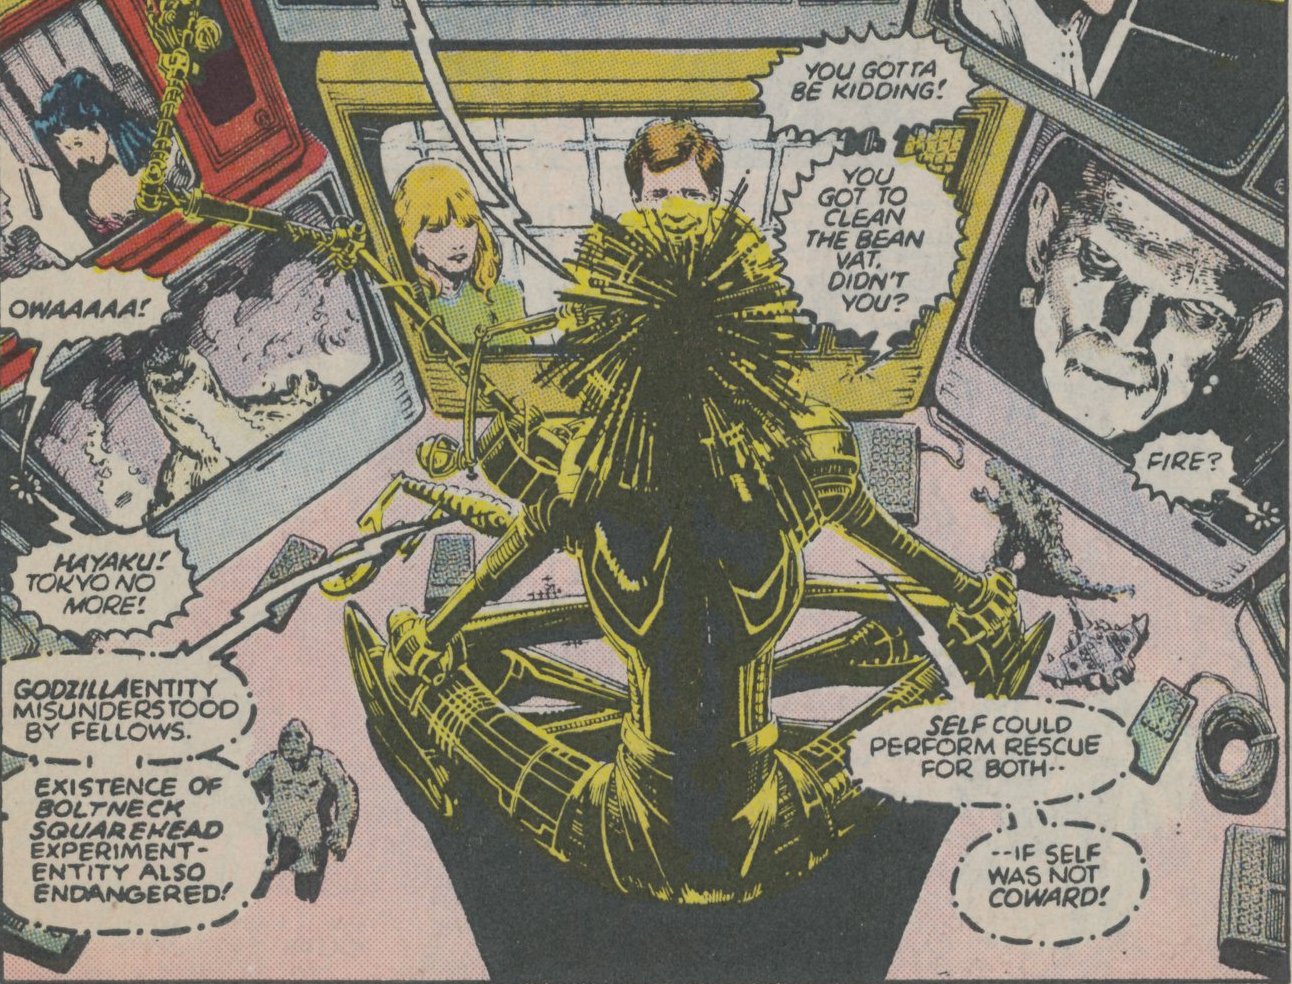 YOU GOTTA
BE KIDDING!
YOU
GOT TO
CLEAN
THE BEAN
VAT,
DIDN'T
YOU?
OWAAAAA!
FIRE?
HAYAKU!
TOKYO NO
MORE!
GODZILLA ENTITY
MISUNDERSTOOD
BY FELLOWS.
EXISTENCE OF
BOLTNECK
SQUAREHEAD
EXPERIMENT-
ENTITY ALSO
ENDANGERED!
SELF COULD
PERFORM RESCUE
FOR BOTH--
--IF SELF
WAS NOT
COWARD!